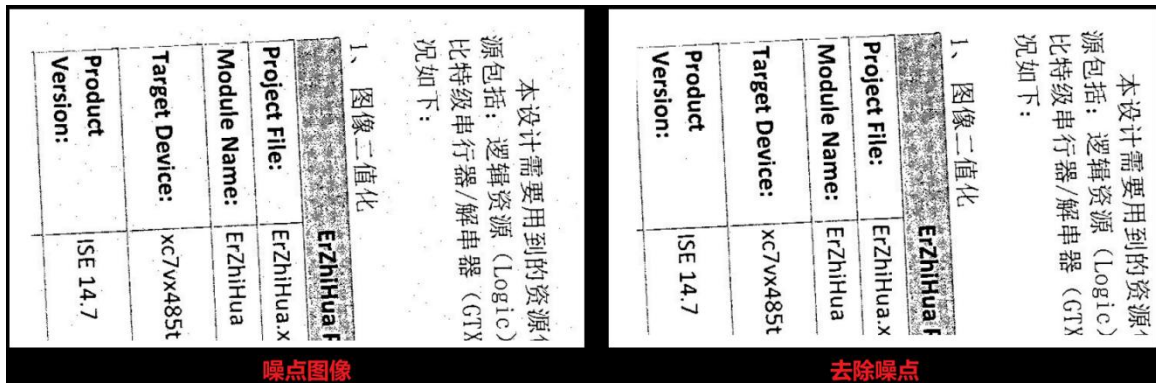 本设计需要用到的资源
源包括：逻辑资源（Logic）
比特级串行器/解串器（GTX
况如下：
1、 图像二值化
ErZhiHua
Project File: ErZhiHua.x
Module Name: ErZhiHua
Target Device: xc7vx485t
Product Version: ISE 14.7
噪点图像
本设计需要用到的资源
源包括：逻辑资源（Logic）
比特级串行器/解串器（GTX
况如下：
1、 图像二值化
ErZhiHua
Project File: ErZhiHua.x
Module Name: ErZhiHua
Target Device: xc7vx485t
Product Version: ISE 14.7
去除噪点